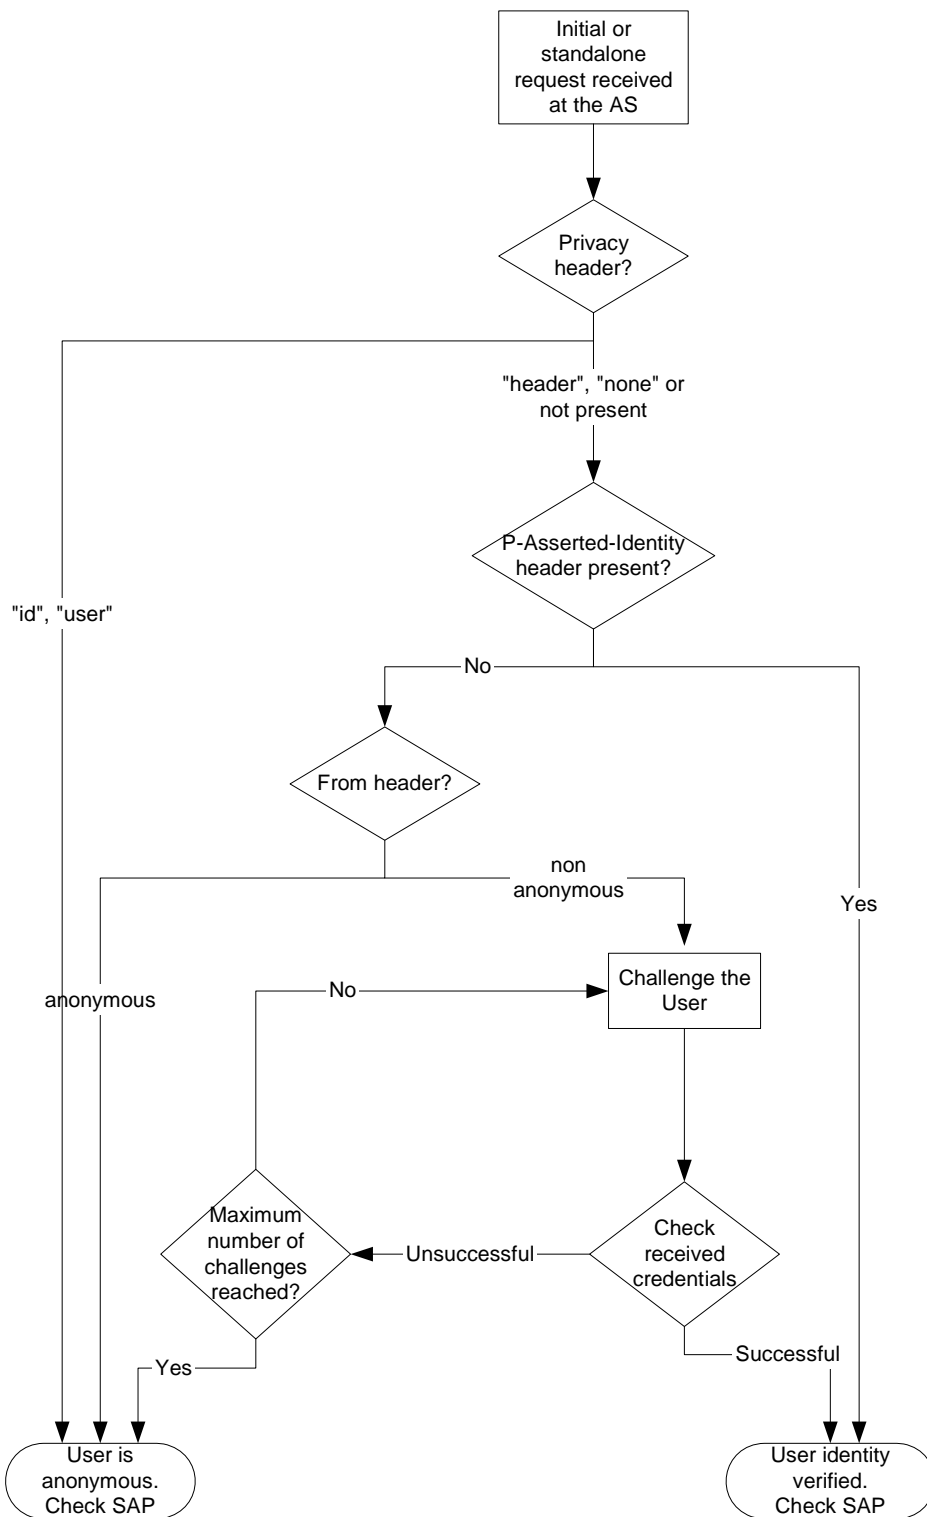 Initial or
standalone
request received
at the AS
Privacy
header?
"header", "none" or
not present
P-Asserted-Identity
header present?
"id", "user"
No
From header?
non
anonymous
Yes
anonymous
No
Challenge the
User
Maximum
number of
challenges
reached?
Unsuccessful
Check
received
credentials
Yes
Successful
User is
anonymous.
Check SAP
User identity
verified.
Check SAP